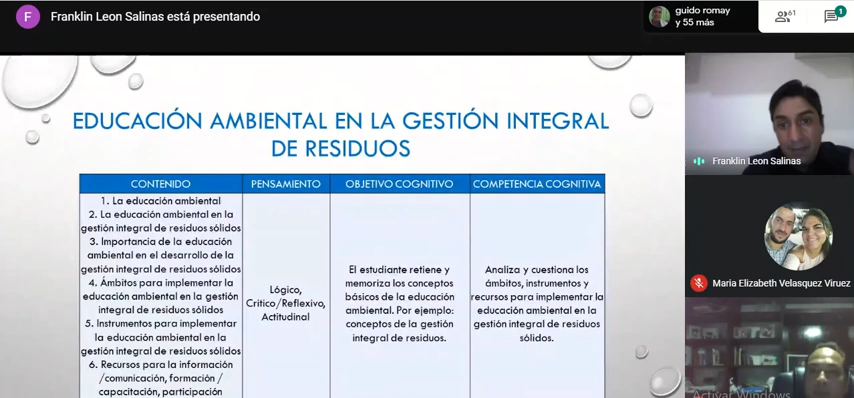 F
Franklin Leon Salinas está presentando
guido romay
y 55 más
61
1
EDUCACIÓN AMBIENTAL EN LA GESTIÓN INTEGRAL
DE RESIDUOS
CONTENIDO
PENSAMIENTO
OBJETIVO COGNITIVO
COMPETENCIA COGNITIVA
1. La educación ambiental
2. La educación ambiental en la
gestión integral de residuos sólidos
3. Importancia de la educación
ambiental en el desarrollo de la
gestión integral de residuos sólidos
4. Ámbitos para implementar la
educación ambiental en la gestión
integral de residuos sólidos
5. Instrumentos para implementar
la educación ambiental en la
gestión integral de residuos sólidos
6. Recursos para la información
/comunicación, formación /
capacitación, participación
Lógico,
Critico/Reflexivo,
Actitudinal
El estudiante retiene y
memoriza los conceptos
básicos de la educación
ambiental. Por ejemplo:
conceptos de la gestión
integral de residuos.
Analiza y cuestiona los
ámbitos, instrumentos y
recursos para implementar la
educación ambiental en la
gestión integral de residuos
sólidos.
Franklin Leon Salinas
Maria Elizabeth Velasquez Viruez
Activar Windows